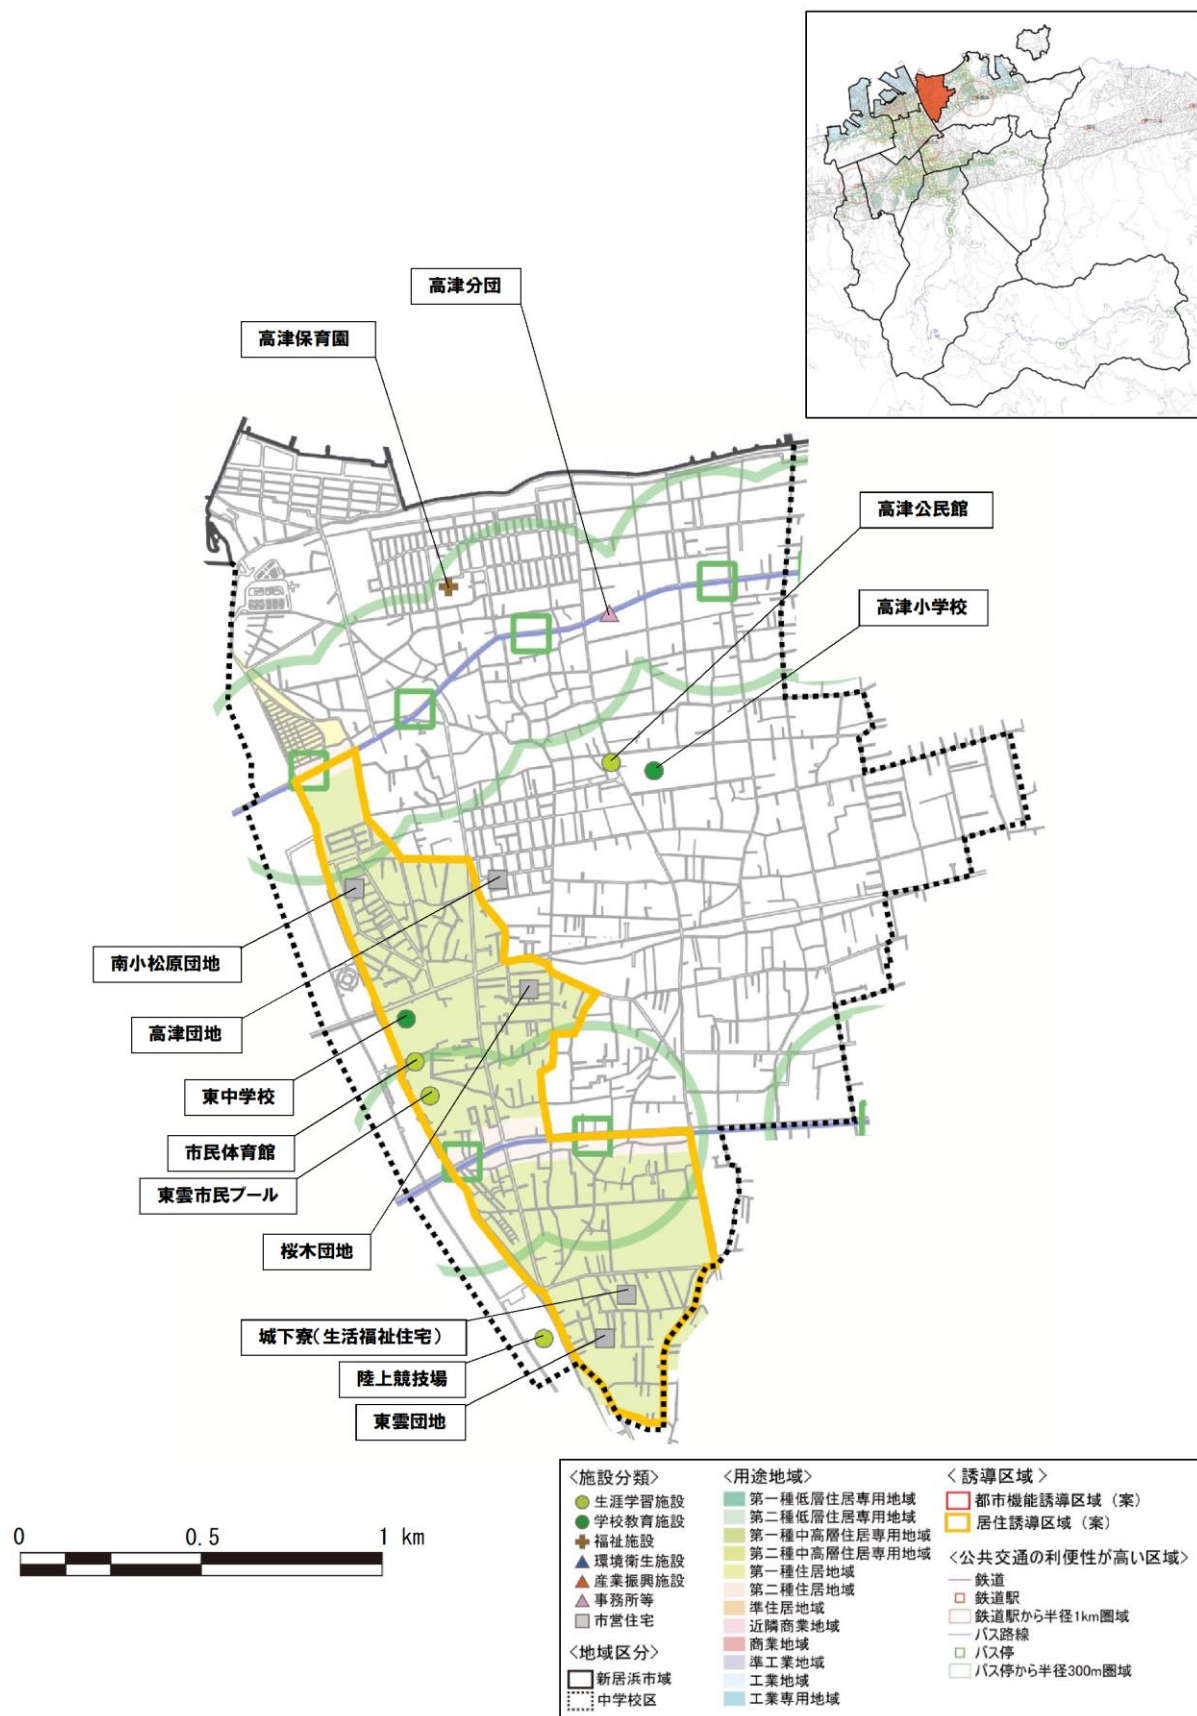 高津分団
高津保育園
高津公民館
高津小学校
南小松原団地
高津団地
東中学校
市民体育館
東雲市民プール
桜木団地
城下寮(生活福祉住宅)
陸上競技場
東雲団地
0 0.5 1 km
<施設分類>
生涯学習施設
学校教育施設
福祉施設
環境衛生施設
産業振興施設
事務所等
市営住宅
<地域区分>
新居浜市域
中学校区
<用途地域>
第一種低層住居専用地域
第二種低層住居専用地域
第一種中高層住居専用地域
第二種中高層住居専用地域
第一種住居地域
第二種住居地域
準住居地域
近隣商業地域
商業地域
準工業地域
工業地域
工業専用地域
<誘導区域>
都市機能誘導区域(案)
居住誘導区域(案)
<公共交通の利便性が高い区域>
鉄道
鉄道駅
鉄道駅から半径1km圏域
バス路線
バス停
バス停から半径300m圏域